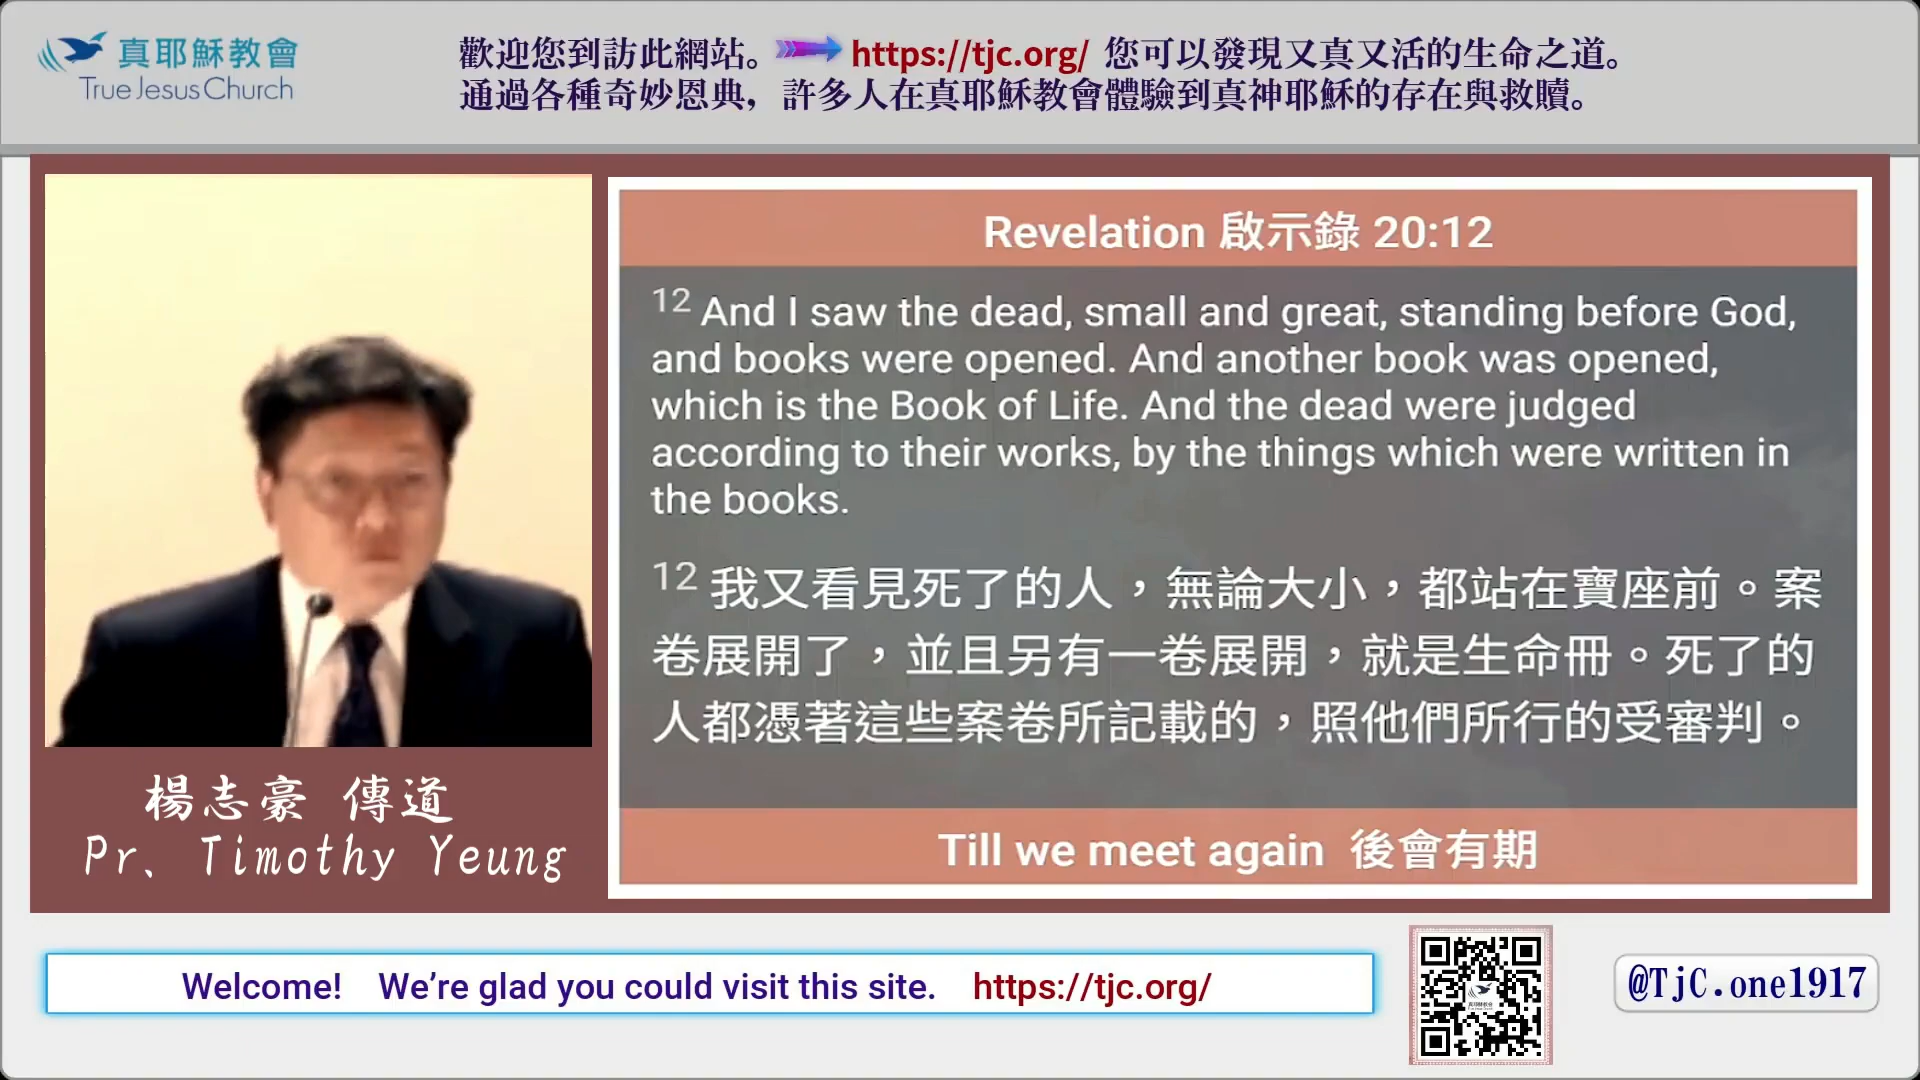 真耶穌教會
True Jesus Church
歡迎您到訪此網站。 https://tjc.org/ 您可以發現又真又活的生命之道。
通過各種奇妙恩典，許多人在真耶穌教會體驗到真神耶穌的存在與救贖。
Revelation 啟示錄 20:12
12 And I saw the dead, small and great, standing before God,
and books were opened. And another book was opened,
which is the Book of Life. And the dead were judged
according to their works, by the things which were written in
the books.
12 我又看見死了的人，無論大小，都站在寶座前。案
卷展開了，並且另有一卷展開，就是生命冊。死了的
人都憑著這些案卷所記載的，照他們所行的受審判。
Till we meet again 後會有期
楊志豪 傳道
Pr、 Timothy Yeung
Welcome! We’re glad you could visit this site. https://tjc.org/
@TjC.one1917